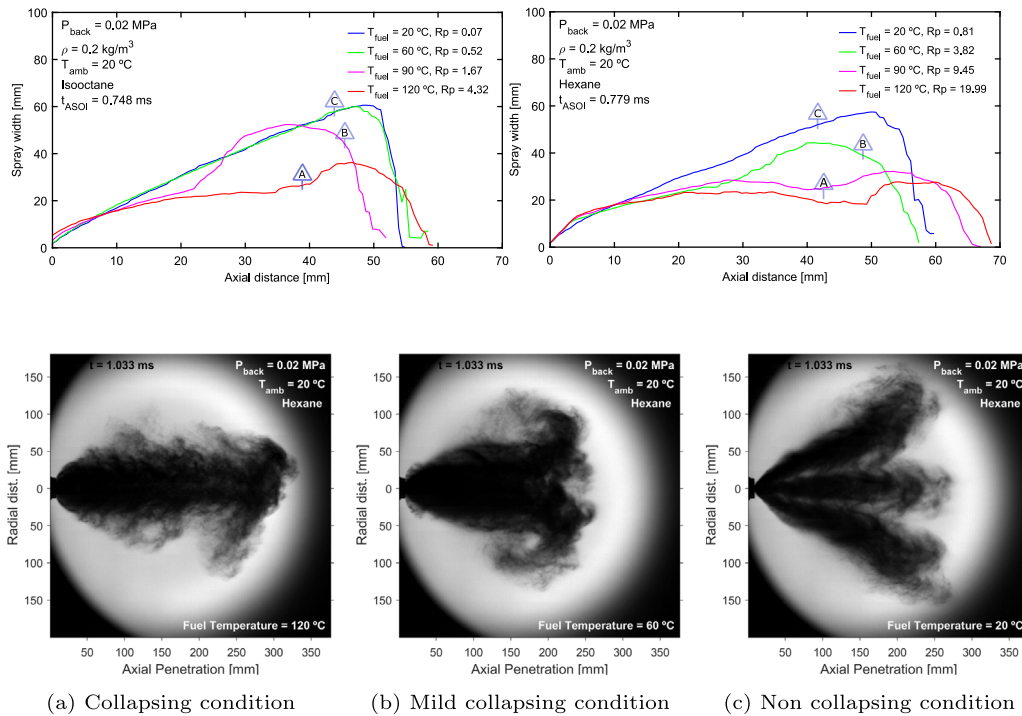 P_back = 0.02 MPa
ρ = 0.2 kg/m³
T_amb = 20 ºC
Isooctane
t_ASOI = 0.748 ms
T_fuel = 20 ºC, Rp = 0.07
T_fuel = 60 ºC, Rp = 0.52
T_fuel = 90 ºC, Rp = 1.67
T_fuel = 120 ºC, Rp = 4.32
C
B
A
100
80
60
40
20
0
Spray width [mm]
0 10 20 30 40 50 60 70
Axial distance [mm]
P_back = 0.02 MPa
ρ = 0.2 kg/m³
T_amb = 20 ºC
Hexane
t_ASOI = 0.779 ms
T_fuel = 20 ºC, Rp = 0.81
T_fuel = 60 ºC, Rp = 3.82
T_fuel = 90 ºC, Rp = 9.45
T_fuel = 120 ºC, Rp = 19.99
C
B
A
100
80
60
40
20
0
Spray width [mm]
0 10 20 30 40 50 60 70
Axial distance [mm]
t = 1.033 ms
P_back = 0.02 MPa
T_amb = 20 ºC
Hexane
150
100
50
0
50
100
150
Radial dist. [mm]
Fuel Temperature = 120 ºC
50 100 150 200 250 300 350
Axial Penetration [mm]
(a) Collapsing condition
t = 1.033 ms
P_back = 0.02 MPa
T_amb = 20 ºC
Hexane
150
100
50
0
50
100
150
Radial dist. [mm]
Fuel Temperature = 60 ºC
50 100 150 200 250 300 350
Axial Penetration [mm]
(b) Mild collapsing condition
t = 1.033 ms
P_back = 0.02 MPa
T_amb = 20 ºC
Hexane
150
100
50
0
50
100
150
Radial dist. [mm]
Fuel Temperature = 20 ºC
50 100 150 200 250 300 350
Axial Penetration [mm]
(c) Non collapsing condition